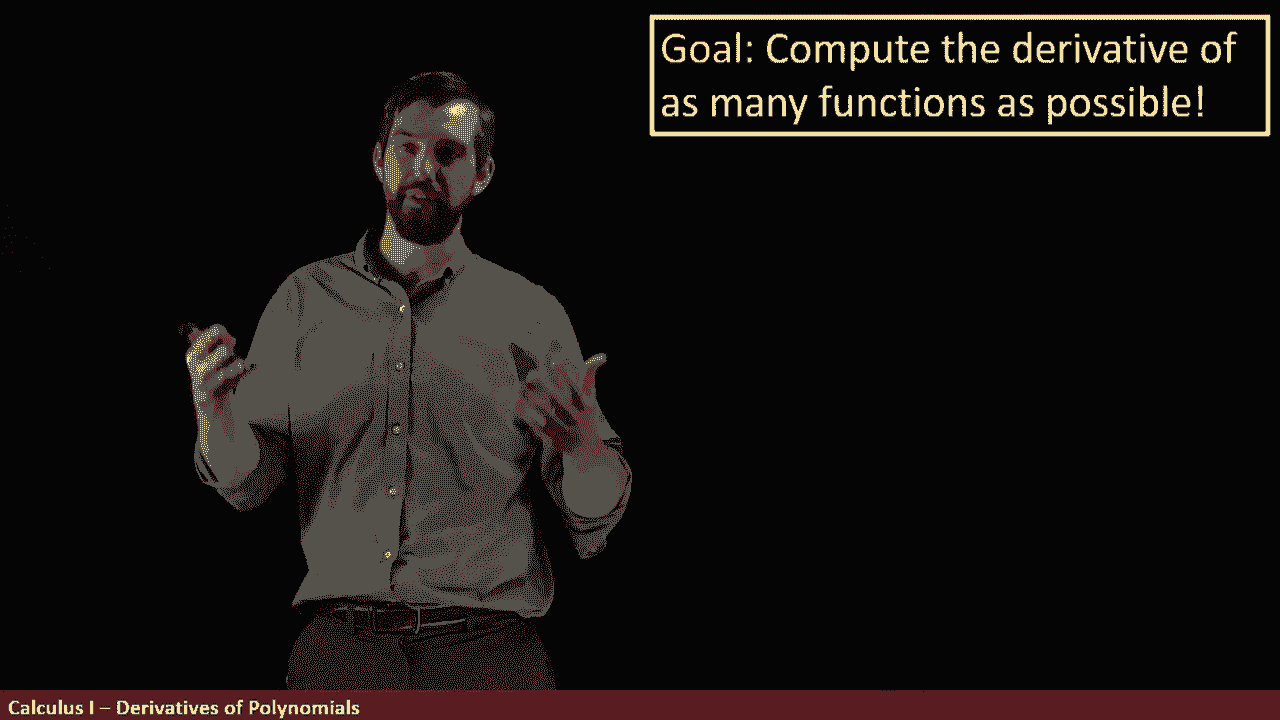 Goal: Compute the derivative of
as many functions as possible!
Calculus I – Derivatives of Polynomials